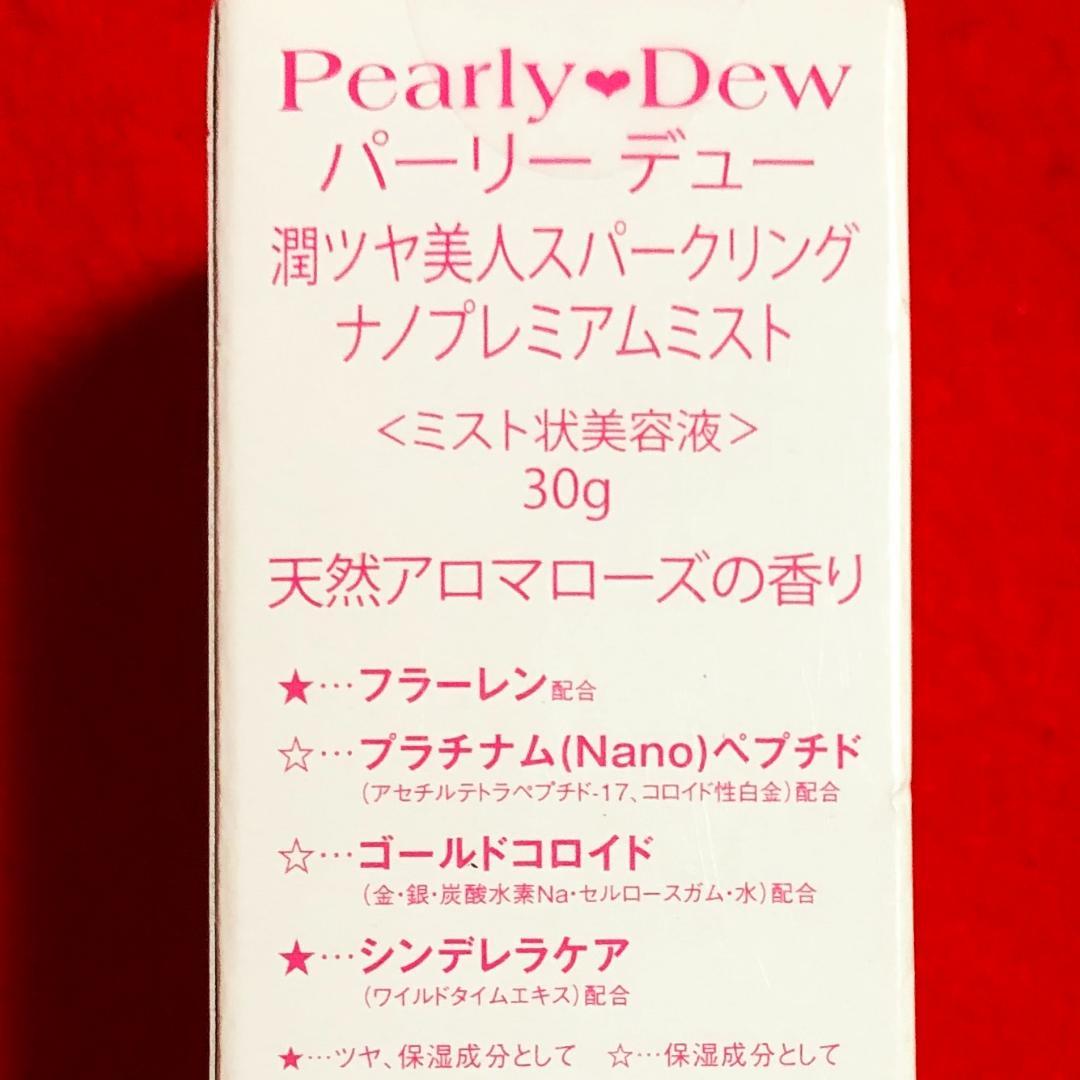 Pearly❤Dew
パーリー デュー
潤ツヤ美人スパークリング
ナノプレミアムミスト
＜ミスト状美容液＞
30g
天然アロマローズの香り
★…フラーレン配合
☆…プラチナム(Nano)ペプチド
(アセチルテトラペプチド-17、コロイド性白金)配合
☆…ゴールドコロイド
(金・銀・炭酸水素Na・セルロースガム・水)配合
★…シンデレラケア
(ワイルドタイムエキス)配合
★…ツヤ、保湿成分として ☆…保湿成分として